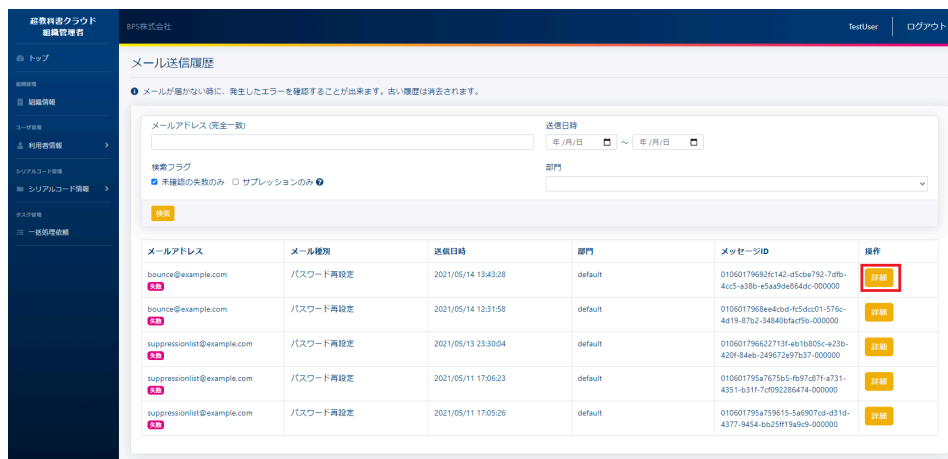 超教科書クラウド
組織管理者
BPS株式会社
TestUser
ログアウト
トップ
組織管理
組織情報
ユーザ管理
利用者情報
シリアルコード管理
シリアルコード情報
タスク管理
一括処理依頼
メール送信履歴
メールが届かない時に、発生したエラーを確認することが出来ます。古い履歴は消去されます。
メールアドレス (完全一致)
送信日時
年 /月/日 ～ 年 /月/日
検索フラグ
部門
未確認の失敗のみ サプレッションのみ
検索
メールアドレス メール種別 送信日時 部門 メッセージID 操作
bounce@example.com パスワード再設定 2021/05/14 13:43:28 default 01060179692fc142-d5cbe792-7dfb- 詳細
失敗 4cc5-a38b-e5aa9de864dc-000000
bounce@example.com パスワード再設定 2021/05/14 12:31:58 default 0106017968ee4cbd-fc5dcc01-576c- 詳細
失敗 4d19-87b2-34840bfacf5b-000000
suppressionlist@example.com パスワード再設定 2021/05/13 23:30:04 default 010601796622713f-eb1b805c-e23b- 詳細
失敗 420f-84eb-249672e97b37-000000
suppressionlist@example.com パスワード再設定 2021/05/11 17:06:23 default 010601795a7675b5-fb97c87f-a731- 詳細
失敗 4351-b31f-7cf092286474-000000
suppressionlist@example.com パスワード再設定 2021/05/11 17:05:26 default 010601795a759615-5a6907cd-d31d- 詳細
失敗 4377-9454-bb25ff19a9c9-000000